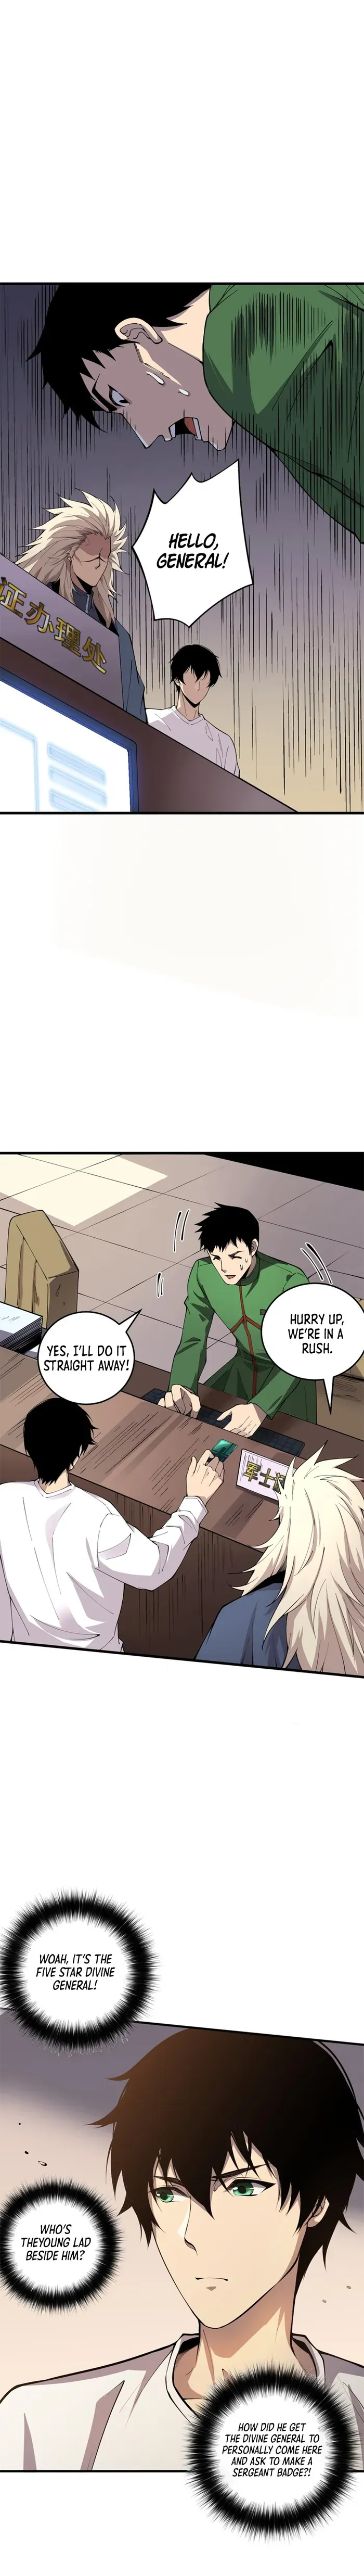 HELLO,
GENERAL!
证办理处
HURRY UP,
WE'RE IN A
RUSH.
YES, I'LL DO IT
STRAIGHT AWAY!
军士
WOAH, IT'S THE
FIVE STAR DIVINE
GENERAL!
WHO'S
THEYOUNG LAD
BESIDE HIM?
HOW DID HE GET
THE DIVINE GENERAL TO
PERSONALLY COME HERE
AND ASK TO MAKE A
SERGEANT BADGE?!